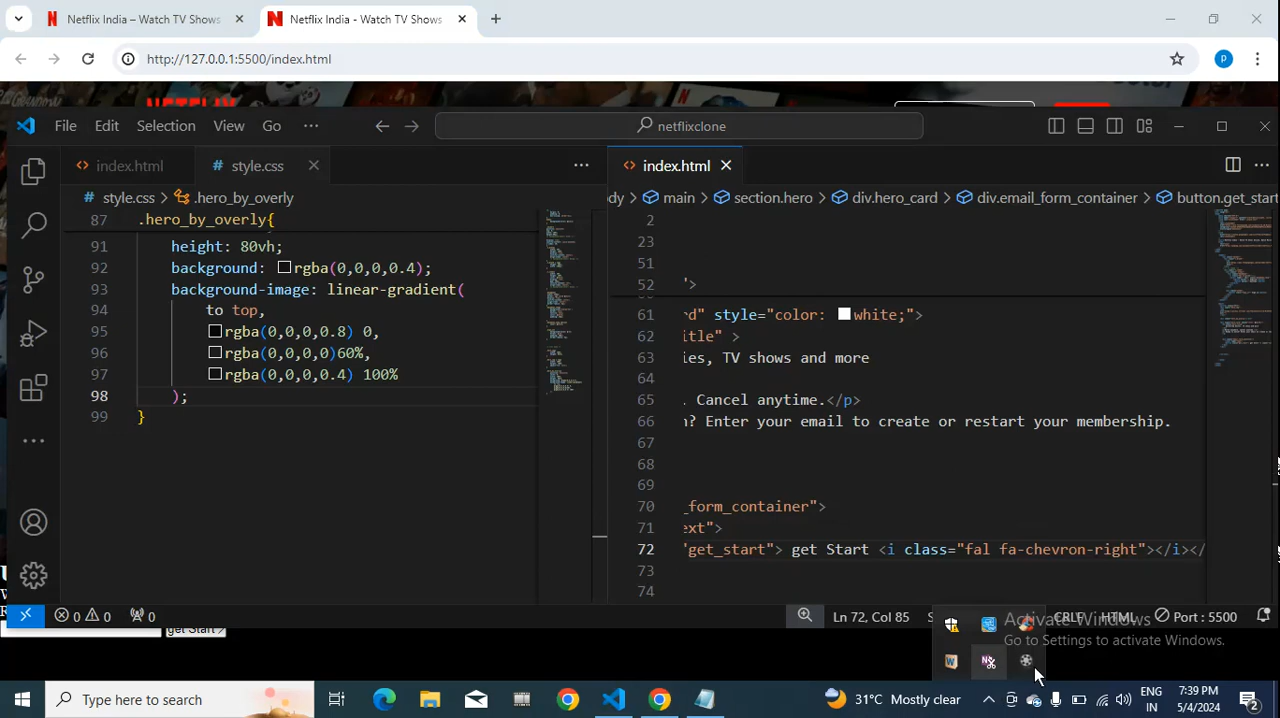 Netflix India – Watch TV Shows
Netflix India - Watch TV Shows
http://127.0.0.1:5500/index.html
P
NETFLIX
File Edit Selection View Go ... netflixclone
index.html style.css
# style.css > .hero_by_overly
87 .hero_by_overly{
91 height: 80vh;
92 background: rgba(0,0,0,0.4);
93 background-image: linear-gradient(
94 to top,
95 rgba(0,0,0,0.8) 0,
96 rgba(0,0,0,0)60%,
97 rgba(0,0,0,0.4) 100%
98 );
99 }
index.html
dy > main > section.hero > div.hero_card > div.email_form_container > button.get_start
2
23
51
52 ">
61 rd" style="color: white;">
62 itle" >
63 ies, TV shows and more
64
65 . Cancel anytime.</p>
66 n? Enter your email to create or restart your membership.
67
68
69
70 _form_container">
71 ext">
72 "get_start"> get Start <i class="fal fa-chevron-right"></i></
73
74
0 0 0 Ln 72, Col 85 CRLF HTML Port : 5500
get Start
Activate Windows
Go to Settings to activate Windows.
Type here to search
31°C Mostly clear
ENG
IN
7:39 PM
5/4/2024
2